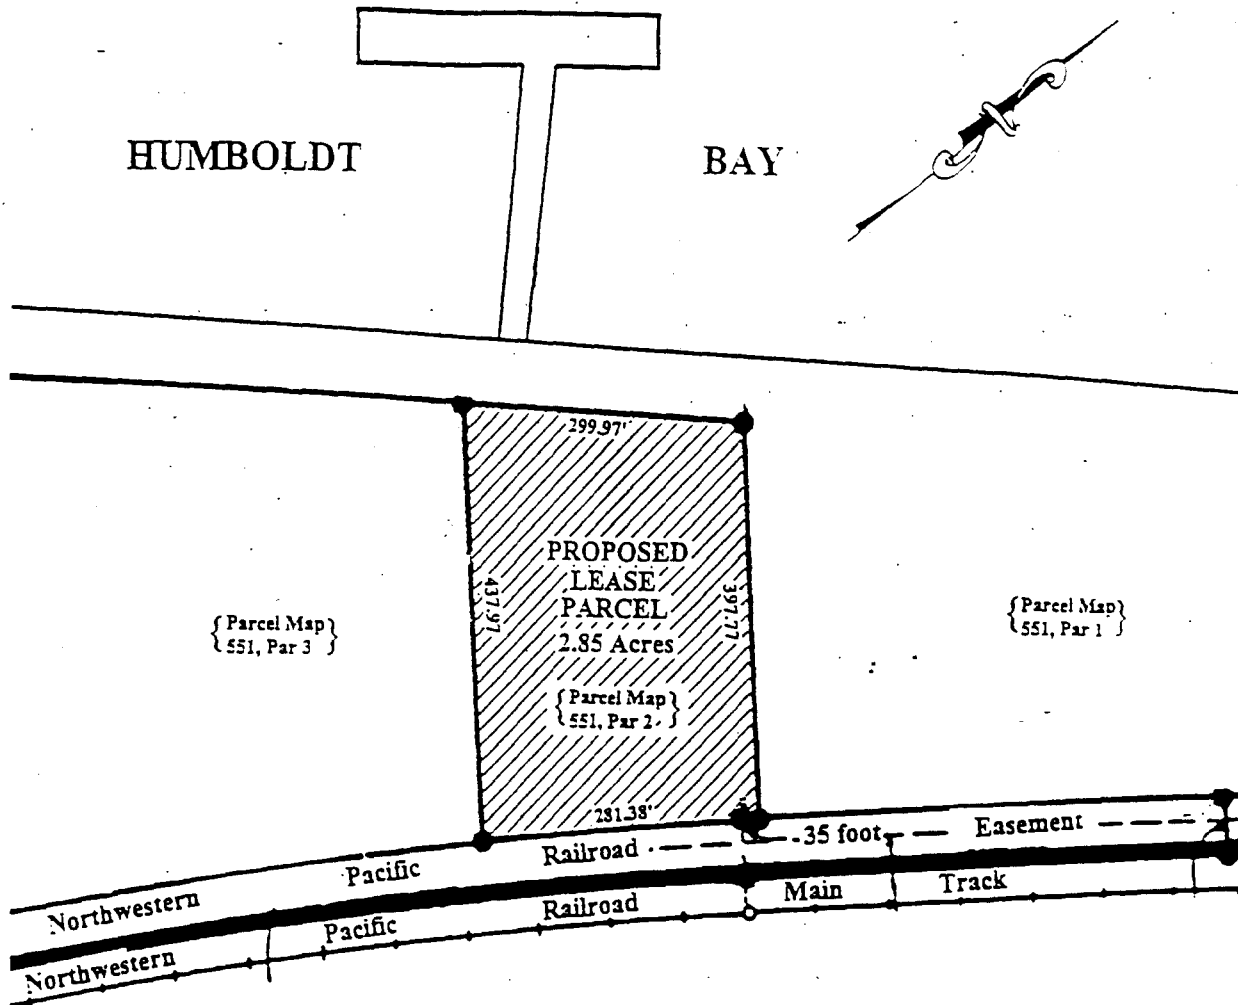 HUMBOLDT BAY
299.97'
PROPOSED
LEASE
PARCEL
2.85 Acres
437.97
397.77
{Parcel Map}
{551, Par 3}
{Parcel Map}
{551, Par 2}
{Parcel Map}
{551, Par 1}
281.38'
Northwestern Pacific Railroad 35 foot Easement
Northwestern Pacific Railroad Main Track